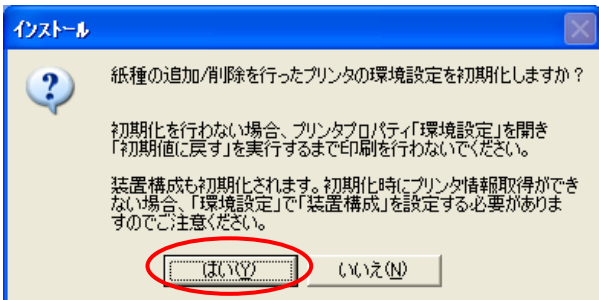 インストール
紙種の追加/削除を行ったプリンタの環境設定を初期化しますか?
初期化を行わない場合、プリンタプロパティ「環境設定」を開き
「初期値に戻す」を実行するまで印刷を行わないでください。
装置構成も初期化されます。初期化時にプリンタ情報取得ができ
ない場合、「環境設定」で「装置構成」を設定する必要がありま
すのでご注意ください。
はい(Y)
いいえ(N)